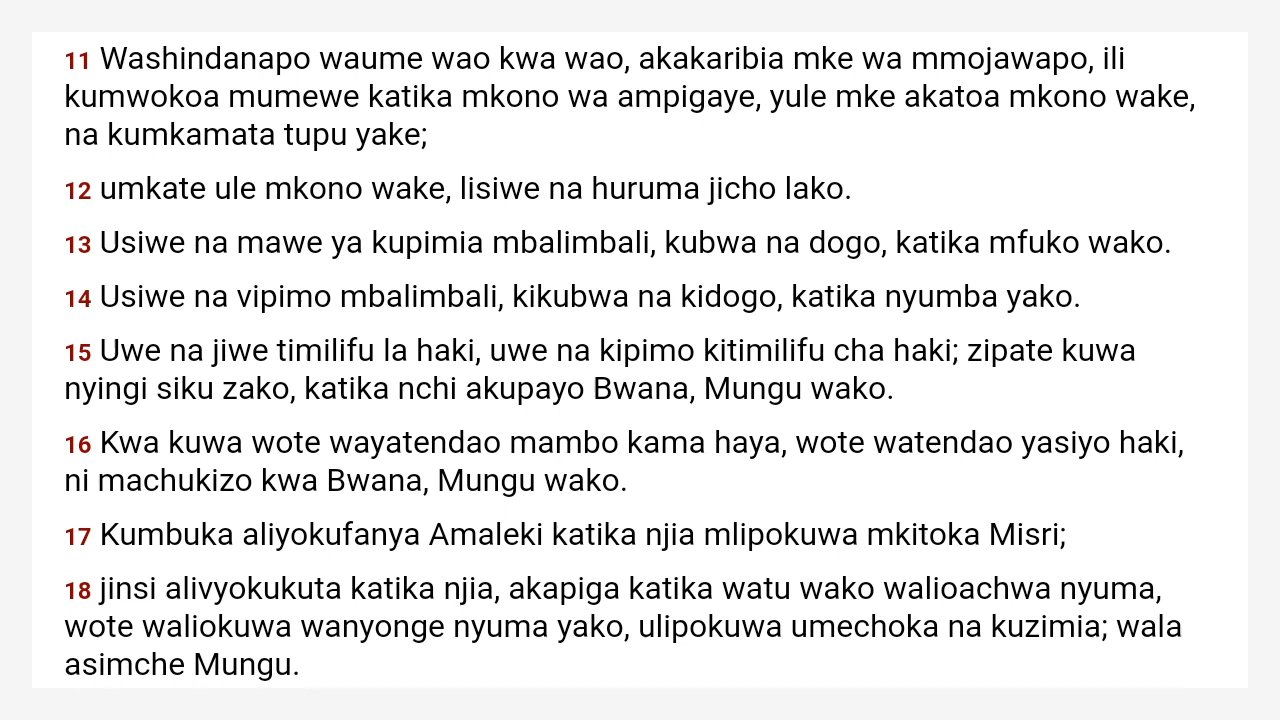 11 Washindanapo waume wao kwa wao, akakaribia mke wa mmojawapo, ili
kumwokoa mumewe katika mkono wa ampigaye, yule mke akatoa mkono wake,
na kumkamata tupu yake;
12 umkate ule mkono wake, lisiwe na huruma jicho lako.
13 Usiwe na mawe ya kupimia mbalimbali, kubwa na dogo, katika mfuko wako.
14 Usiwe na vipimo mbalimbali, kikubwa na kidogo, katika nyumba yako.
15 Uwe na jiwe timilifu la haki, uwe na kipimo kitimilifu cha haki; zipate kuwa
nyingi siku zako, katika nchi akupayo Bwana, Mungu wako.
16 Kwa kuwa wote wayatendao mambo kama haya, wote watendao yasiyo haki,
ni machukizo kwa Bwana, Mungu wako.
17 Kumbuka aliyokufanya Amaleki katika njia mlipokuwa mkitoka Misri;
18 jinsi alivyokukuta katika njia, akapiga katika watu wako walioachwa nyuma,
wote waliokuwa wanyonge nyuma yako, ulipokuwa umechoka na kuzimia; wala
asimche Mungu.